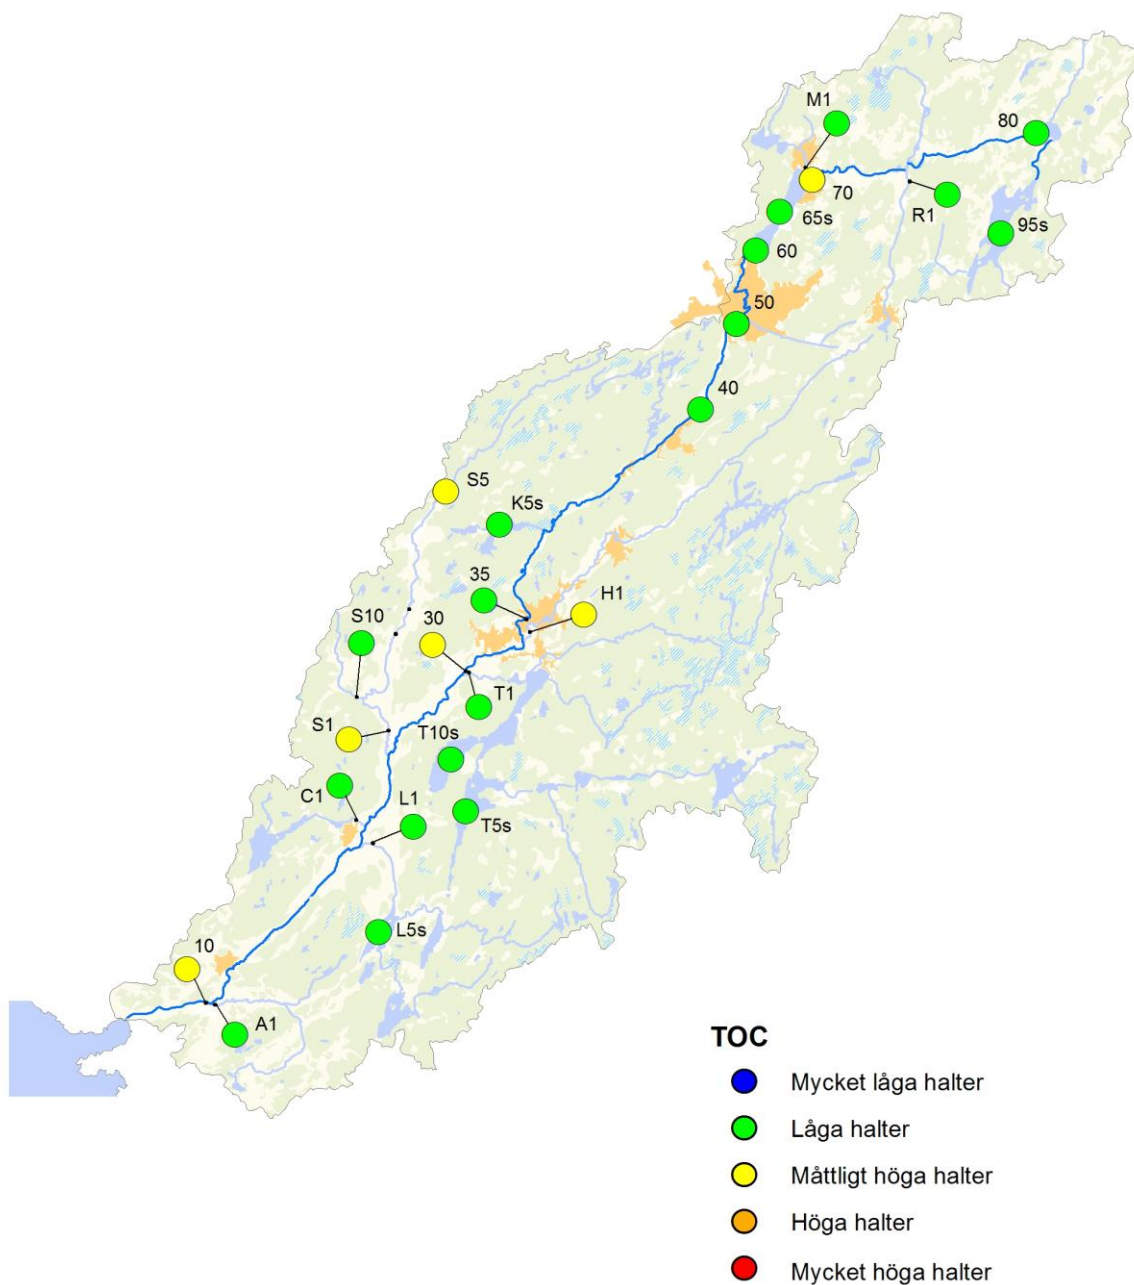 M1
80
70
R1
65s
95s
60
50
40
S5
K5s
35
H1
S10
30
T1
S1
T10s
C1
L1
T5s
L5s
10
A1
TOC
Mycket låga halter
Låga halter
Måttligt höga halter
Höga halter
Mycket höga halter